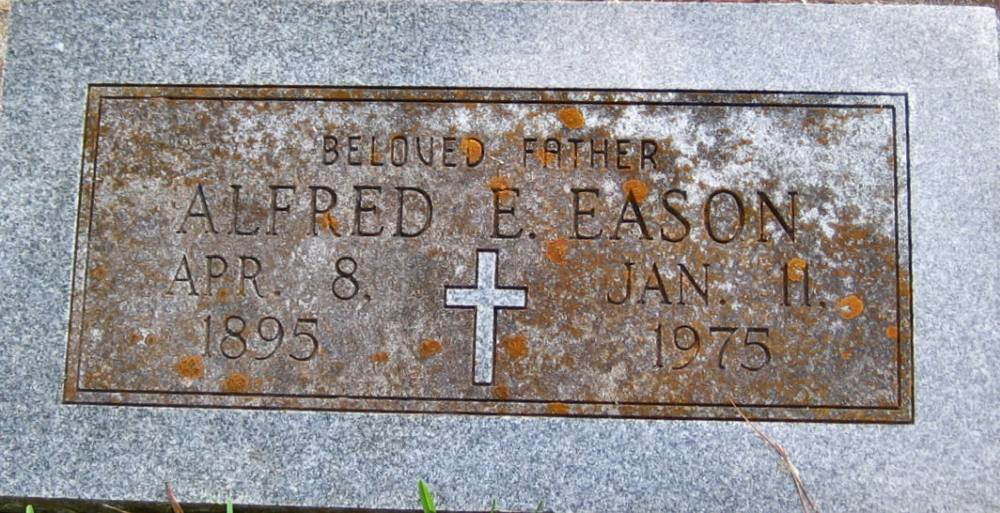 BELOVED FATHER
ALFRED E. EASON
APR. 8, JAN. 11,
1895 1975